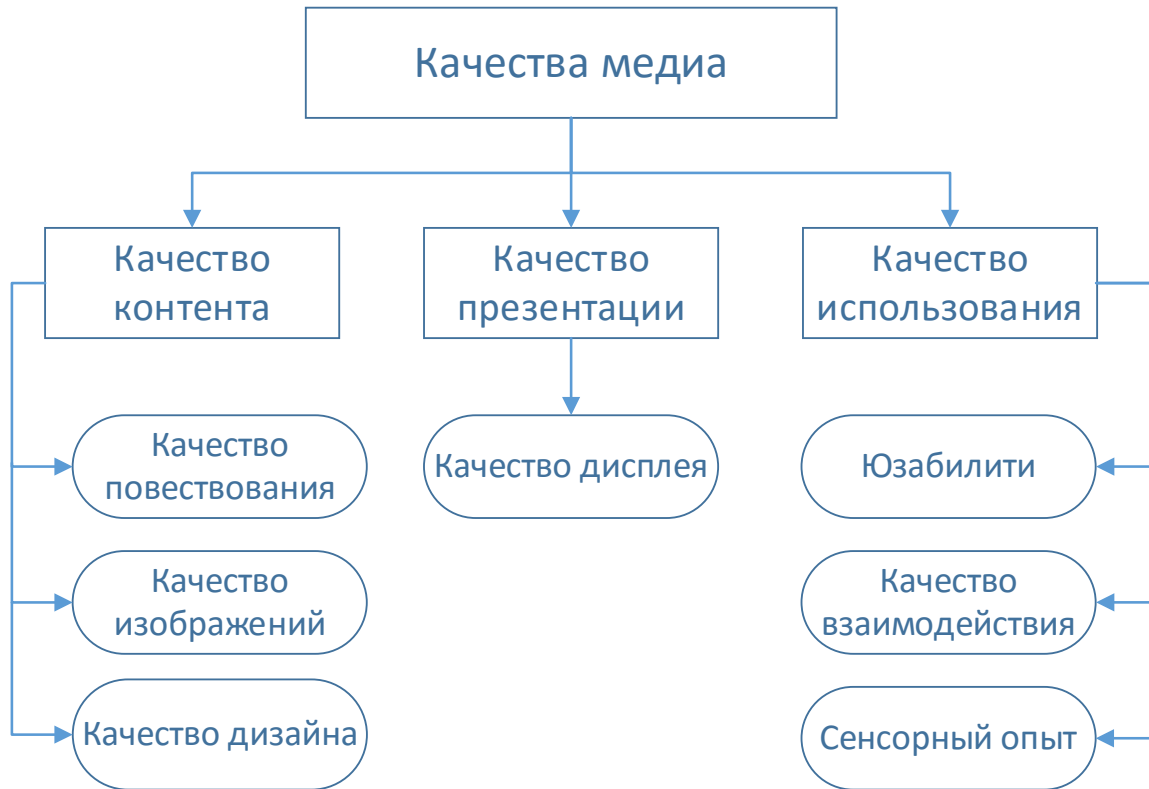 Качества медиа
Качество
контента
Качество
презентации
Качество
использования
Качество
повествования
Качество дисплея
Юзабилити
Качество
изображений
Качество
взаимодействия
Качество дизайна
Сенсорный опыт